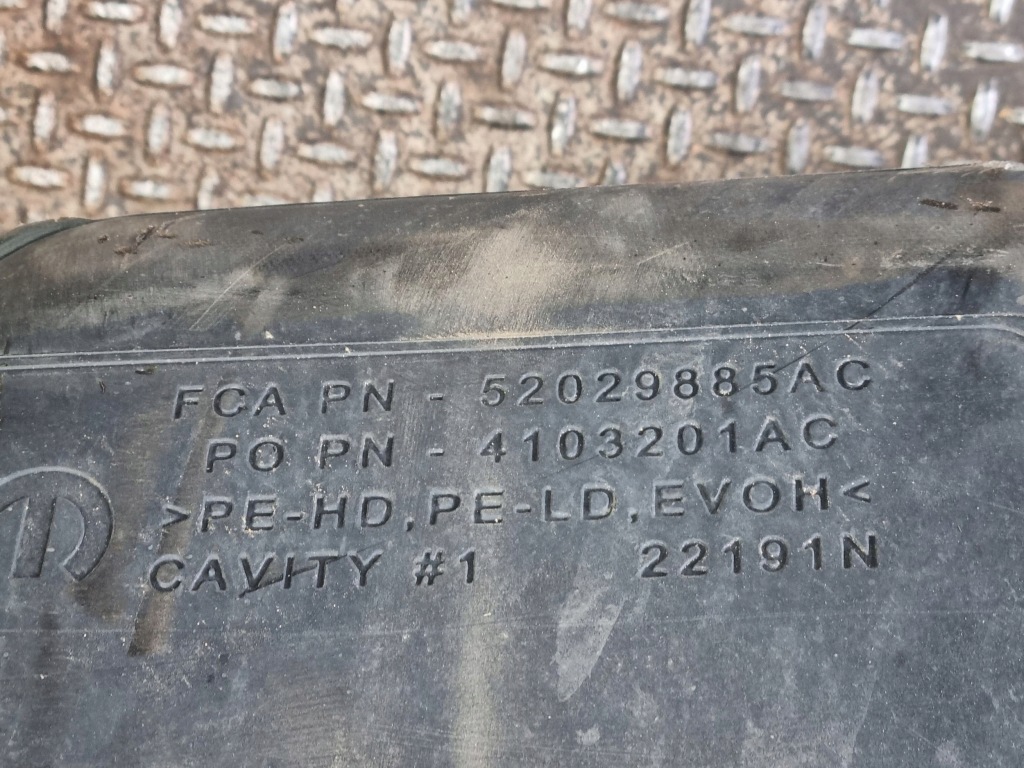 FCA PN - 52029885AC
PO PN - 4103201AC
>PE-HD,PE-LD,EVOH<
CAVITY #1 22191N